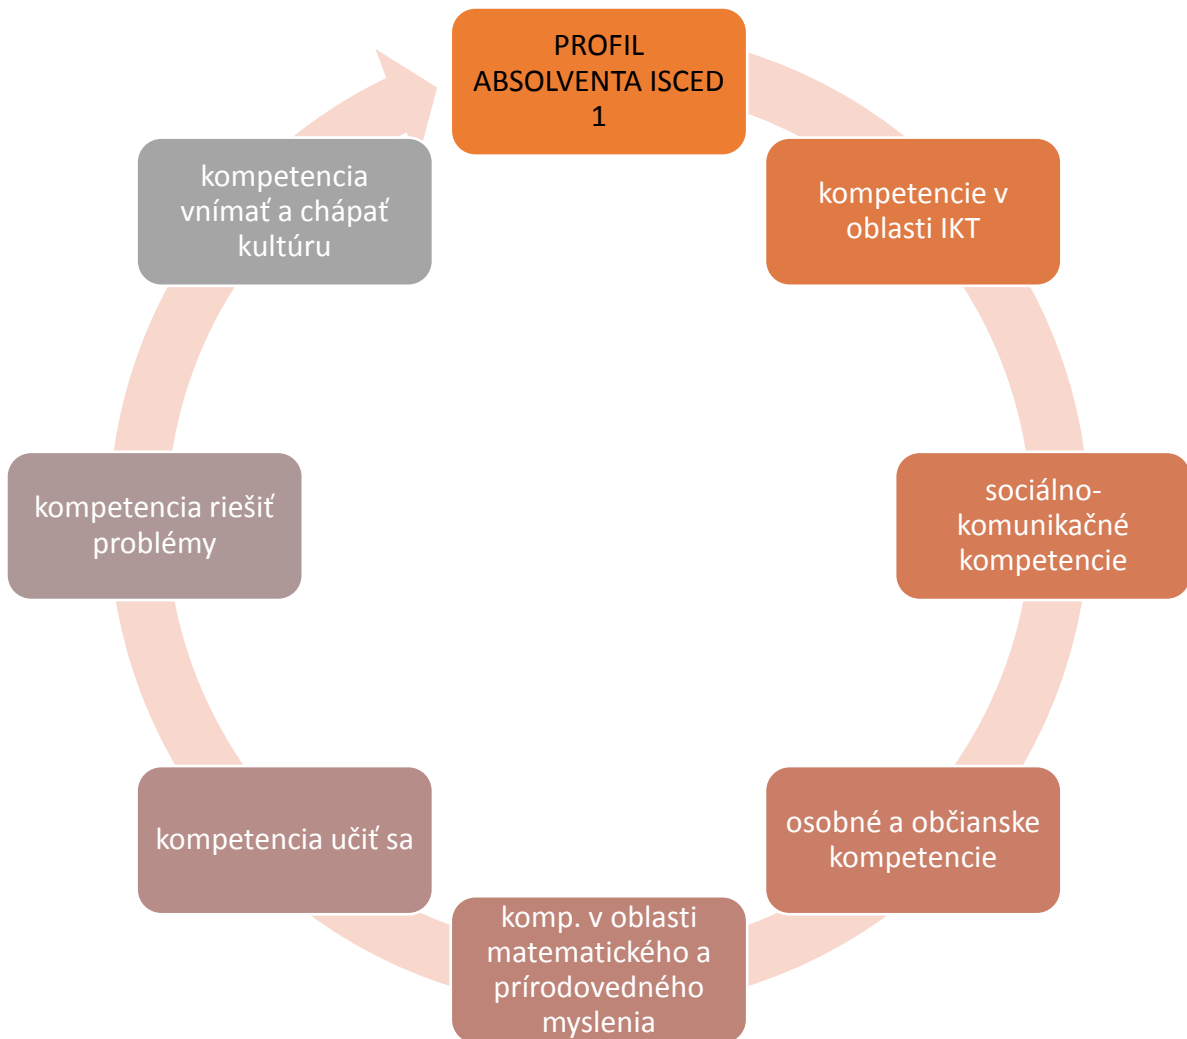 PROFIL
ABSOLVENTA ISCED
1
kompetencie v
oblasti IKT
sociálno-
komunikačné
kompetencie
osobné a občianske
kompetencie
komp. v oblasti
matematického a
prírodovedného
myslenia
kompetencia učiť sa
kompetencia riešiť
problémy
kompetencia
vnímať a chápať
kultúru